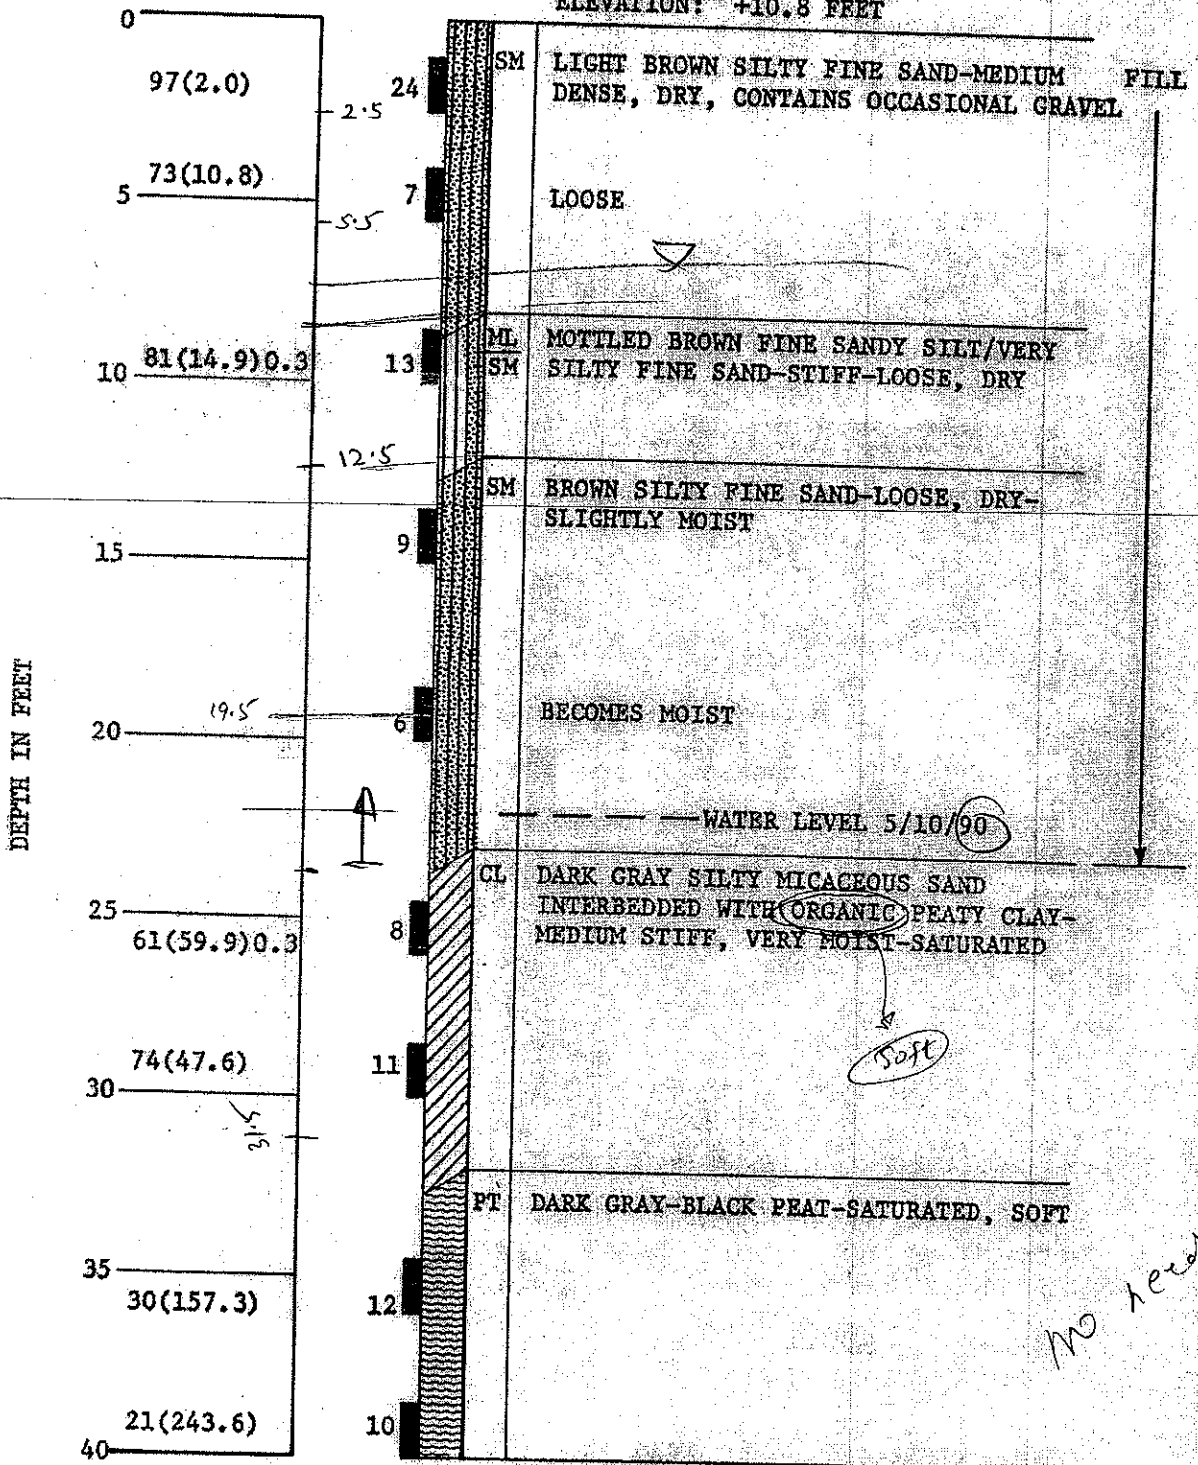 ELEVATION: +10.8 FEET
0
97(2.0)
24
SM
LIGHT BROWN SILTY FINE SAND-MEDIUM
FILL
DENSE, DRY, CONTAINS OCCASIONAL GRAVEL
2.5
73(10.8)
5
7
LOOSE
5.5
ML
MOTTLED BROWN FINE SANDY SILT/VERY
81(14.9)0.3
13
SM
SILTY FINE SAND-STIFF-LOOSE, DRY
10
12.5
SM
BROWN SILTY FINE SAND-LOOSE, DRY-
SLIGHTLY MOIST
9
15
DEPTH IN FEET
19.5
6
BECOMES MOIST
20
WATER LEVEL 5/10/90
CL
DARK GRAY SILTY MICACEOUS SAND
INTERBEDDED WITH ORGANIC PEATY CLAY-
25
8
MEDIUM STIFF, VERY MOIST-SATURATED
61(59.9)0.3
Soft
74(47.6)
11
30
31.5
PT
DARK GRAY-BLACK PEAT-SATURATED, SOFT
35
30(157.3)
12
no need
21(243.6)
10
40